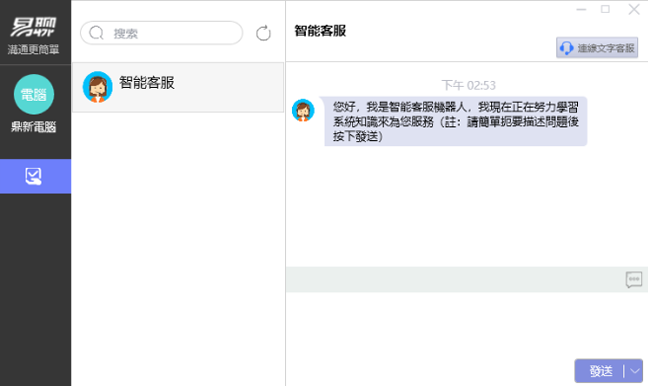 易聊
溝通更簡單
電腦
鼎新電腦
搜索
智能客服
智能客服
連線文字客服
下午 02:53
您好，我是智能客服機器人，我現在正在努力學習
系統知識來為您服務（註：請簡單扼要描述問題後
按下發送）
發送